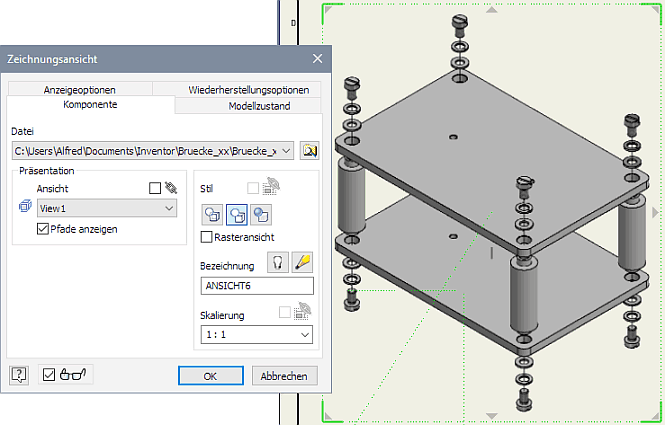 Zeichnungsansicht
Anzeigeoptionen Wiederherstellungsoptionen
Komponente Modellzustand
Datei
C:\Users\Alfred\Documents\Inventor\Bruecke_xx\Bruecke_x
Präsentation
Ansicht
View1
Pfade anzeigen
Stil
Rasteransicht
Bezeichnung
ANSICHT6
Skalierung
1 : 1
OK Abbrechen
D